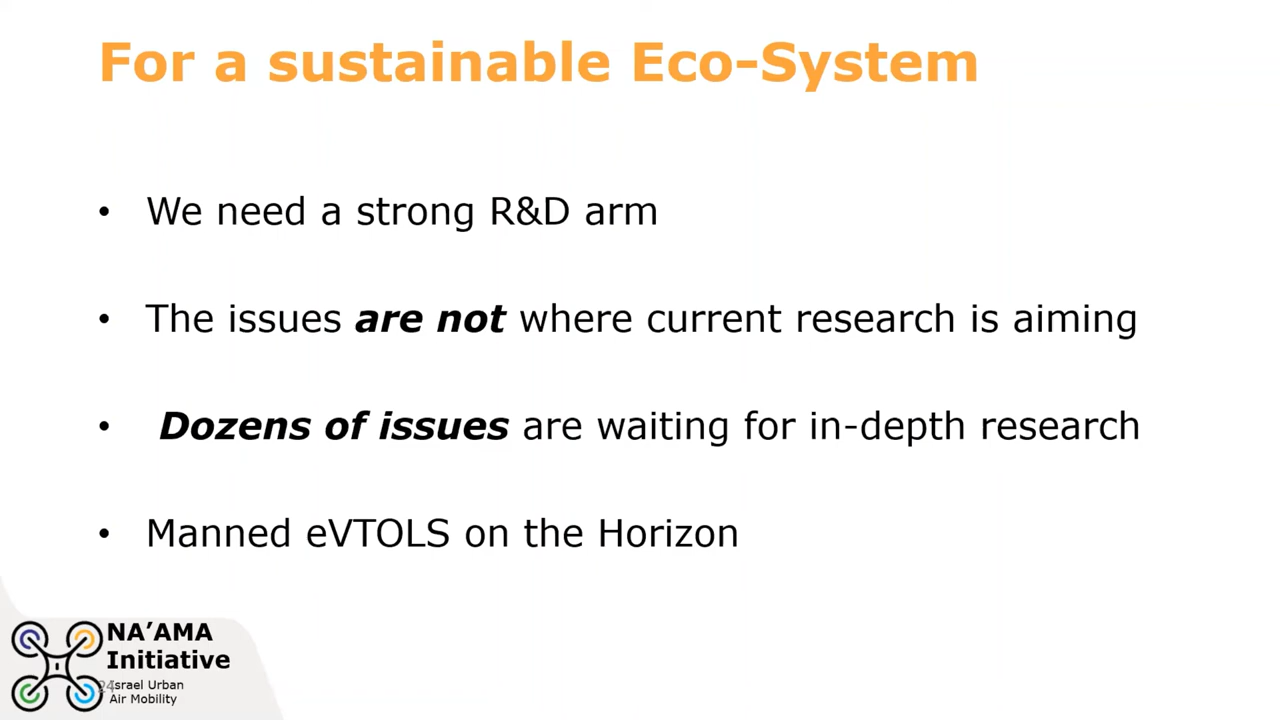 For a sustainable Eco-System
• We need a strong R&D arm
• The issues are not where current research is aiming
• Dozens of issues are waiting for in-depth research
• Manned eVTOLS on the Horizon
NA’AMA
Initiative
24
Israel Urban
Air Mobility